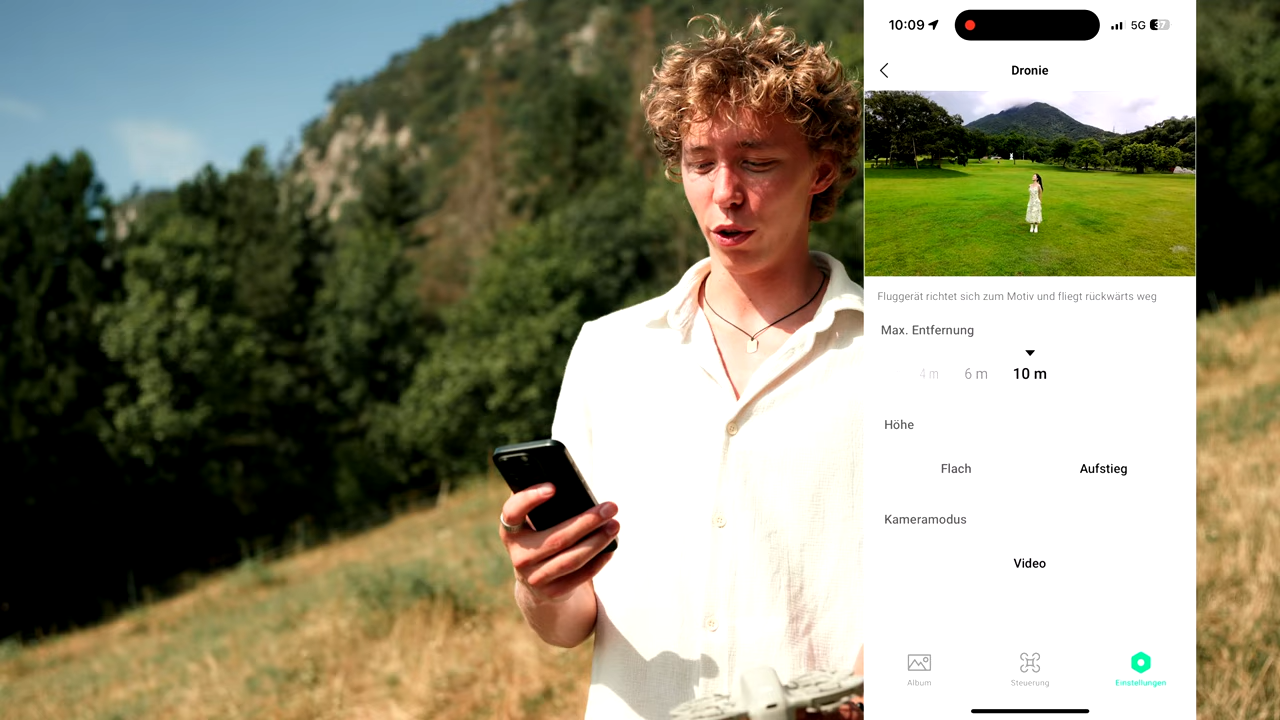 10:09
5G
37
Dronie
Fluggerät richtet sich zum Motiv und fliegt rückwärts weg
Max. Entfernung
4 m 6 m 10 m
Höhe
Flach Aufstieg
Kameramodus
Video
Album Steuerung Einstellungen